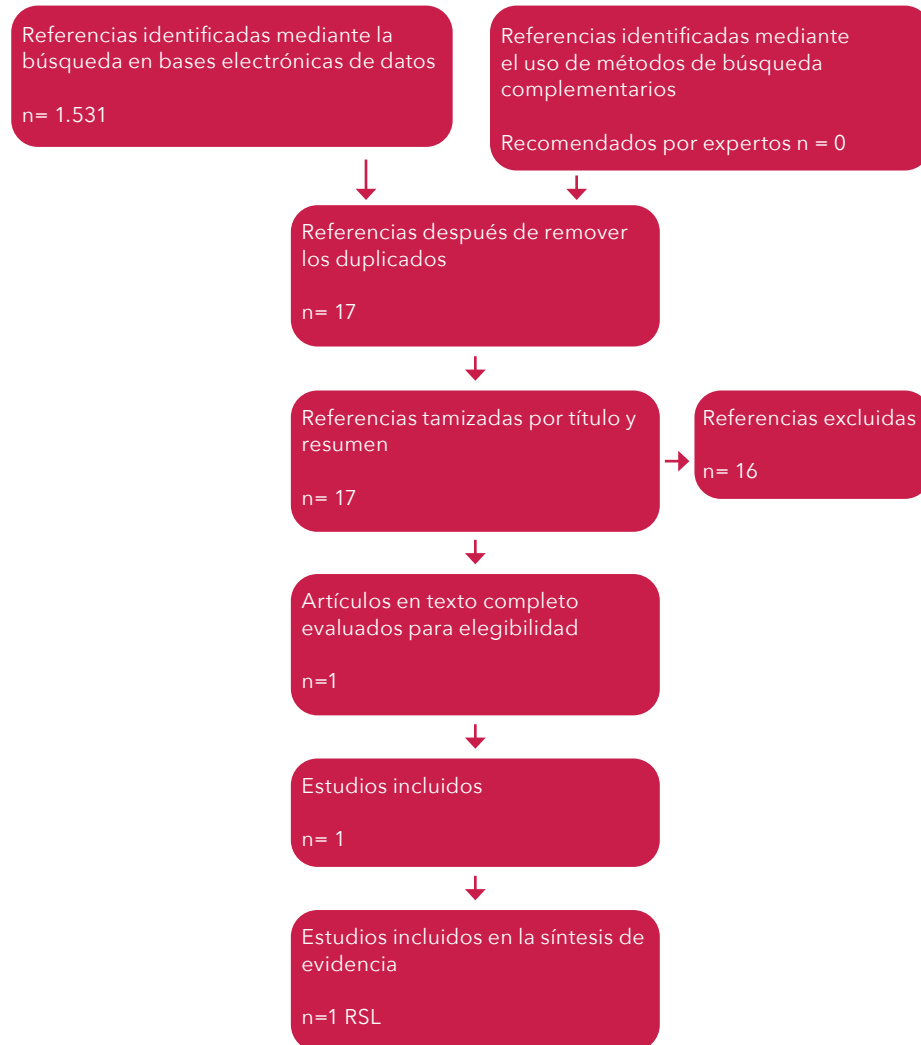 Referencias identificadas mediante la
búsqueda en bases electrónicas de datos
n= 1.531
Referencias identificadas mediante
el uso de métodos de búsqueda
complementarios
Recomendados por expertos n = 0
Referencias después de remover
los duplicados
n= 17
Referencias tamizadas por título y
resumen
n= 17
Referencias excluidas
n= 16
Artículos en texto completo
evaluados para elegibilidad
n=1
Estudios incluidos
n= 1
Estudios incluidos en la síntesis de
evidencia
n=1 RSL